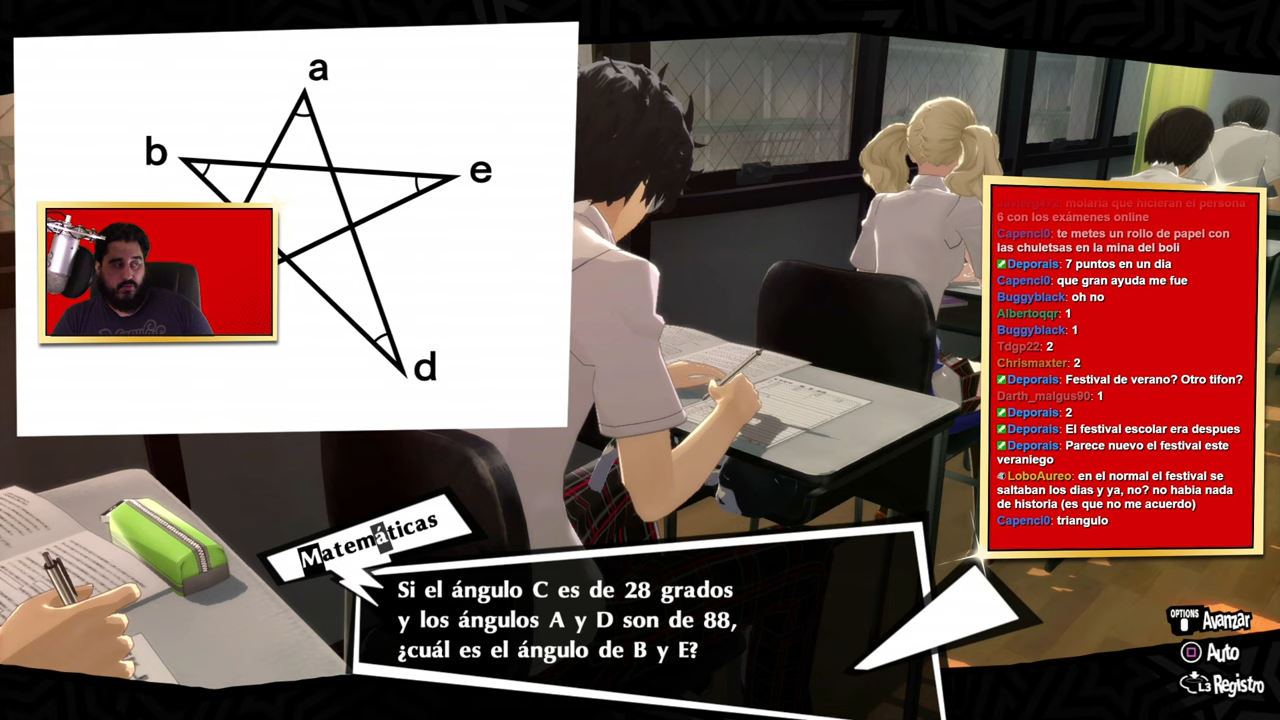 a
b
e
d
Javierg472: molaria que hicieran el persona
6 con los exámenes online
Capenci0: te metes un rollo de papel con
las chuletsas en la mina del boli
Deporais: 7 puntos en un dia
Capenci0: que gran ayuda me fue
Buggyblack: oh no
Albertoqqr: 1
Buggyblack: 1
Tdgp22: 2
Chrismaxter: 2
Deporais: Festival de verano? Otro tifon?
Darth_malgus90: 1
Deporais: 2
Deporais: El festival escolar era despues
Deporais: Parece nuevo el festival este
veraniego
LoboAureo: en el normal el festival se
saltaban los dias y ya, no? no habia nada
de historia (es que no me acuerdo)
Capenci0: triangulo
Matemáticas
Si el ángulo C es de 28 grados
y los ángulos A y D son de 88,
¿cuál es el ángulo de B y E?
OPTIONS Avanzar
Auto
L3 Registro